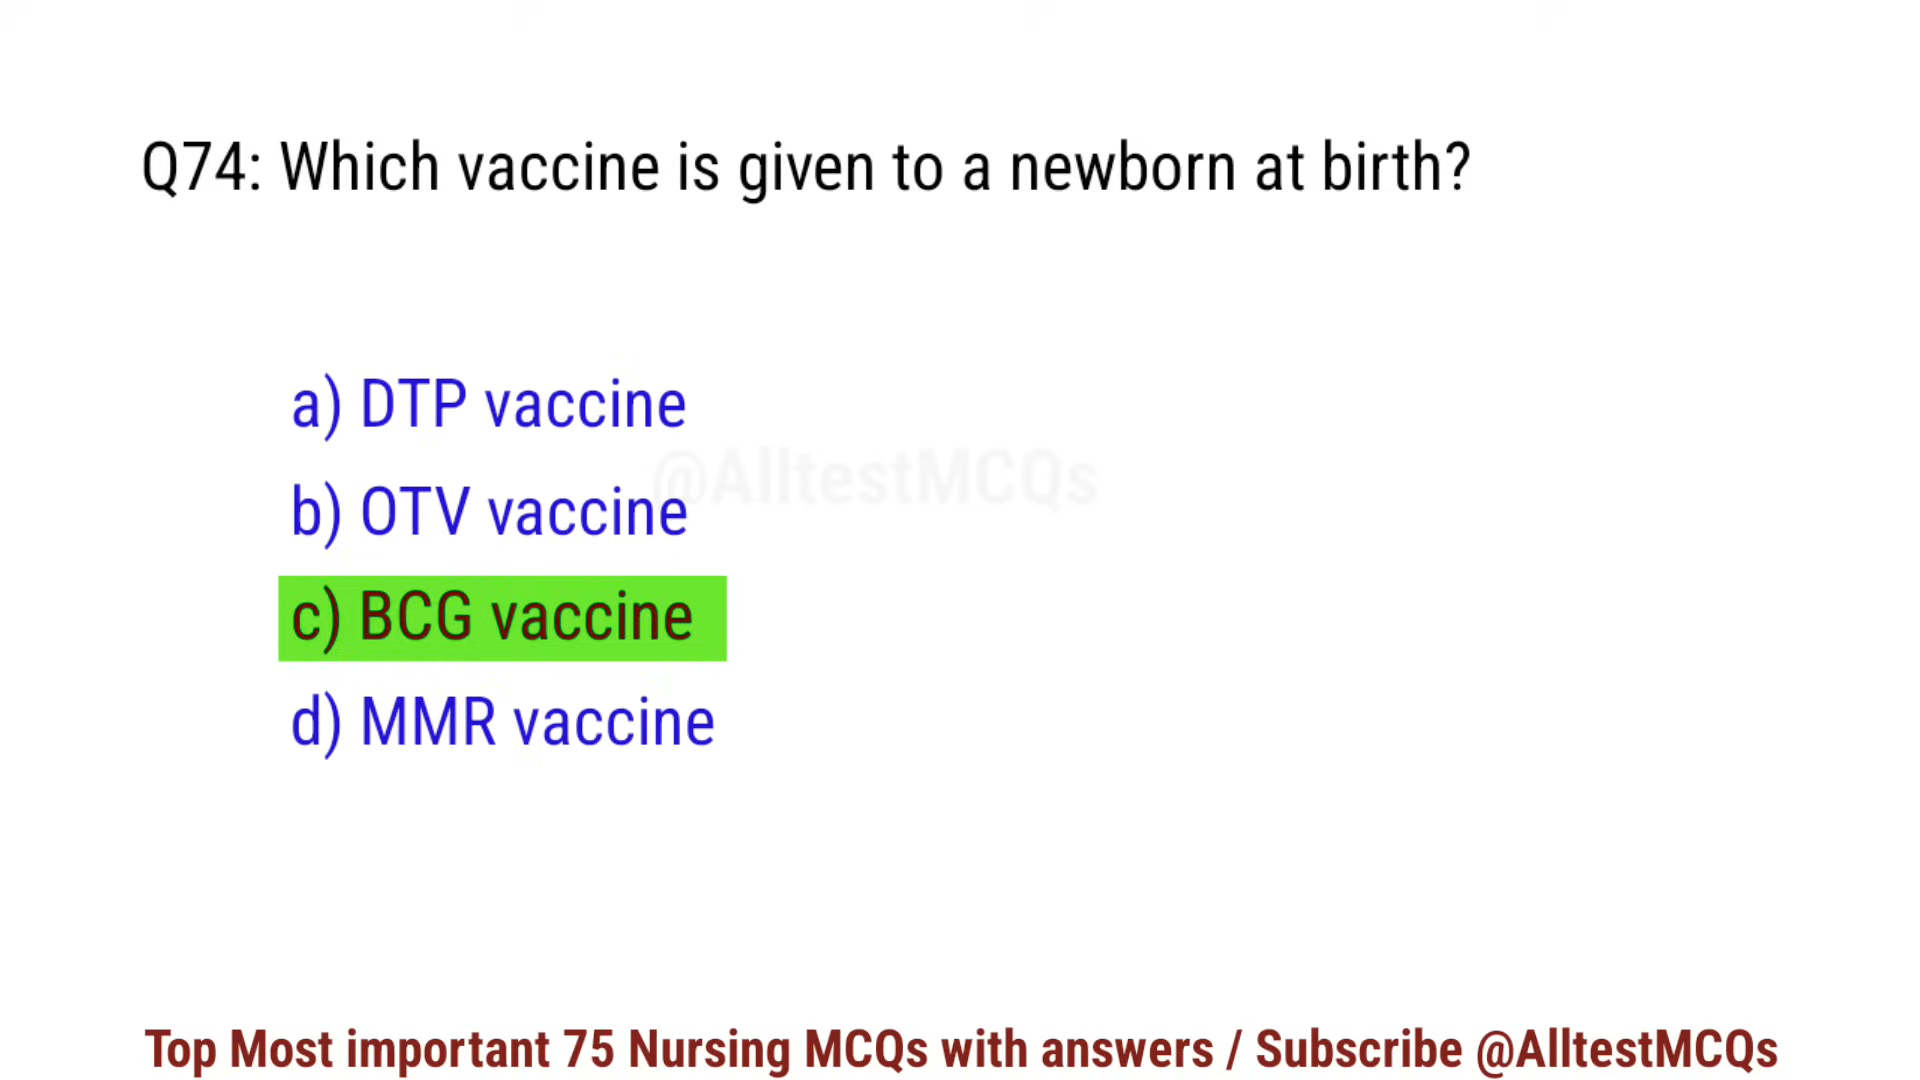 Q74: Which vaccine is given to a newborn at birth?
a) DTP vaccine
@AlltestMCQs
b) OTV vaccine
c) BCG vaccine
d) MMR vaccine
Top Most important 75 Nursing MCQs with answers / Subscribe @AlltestMCQs